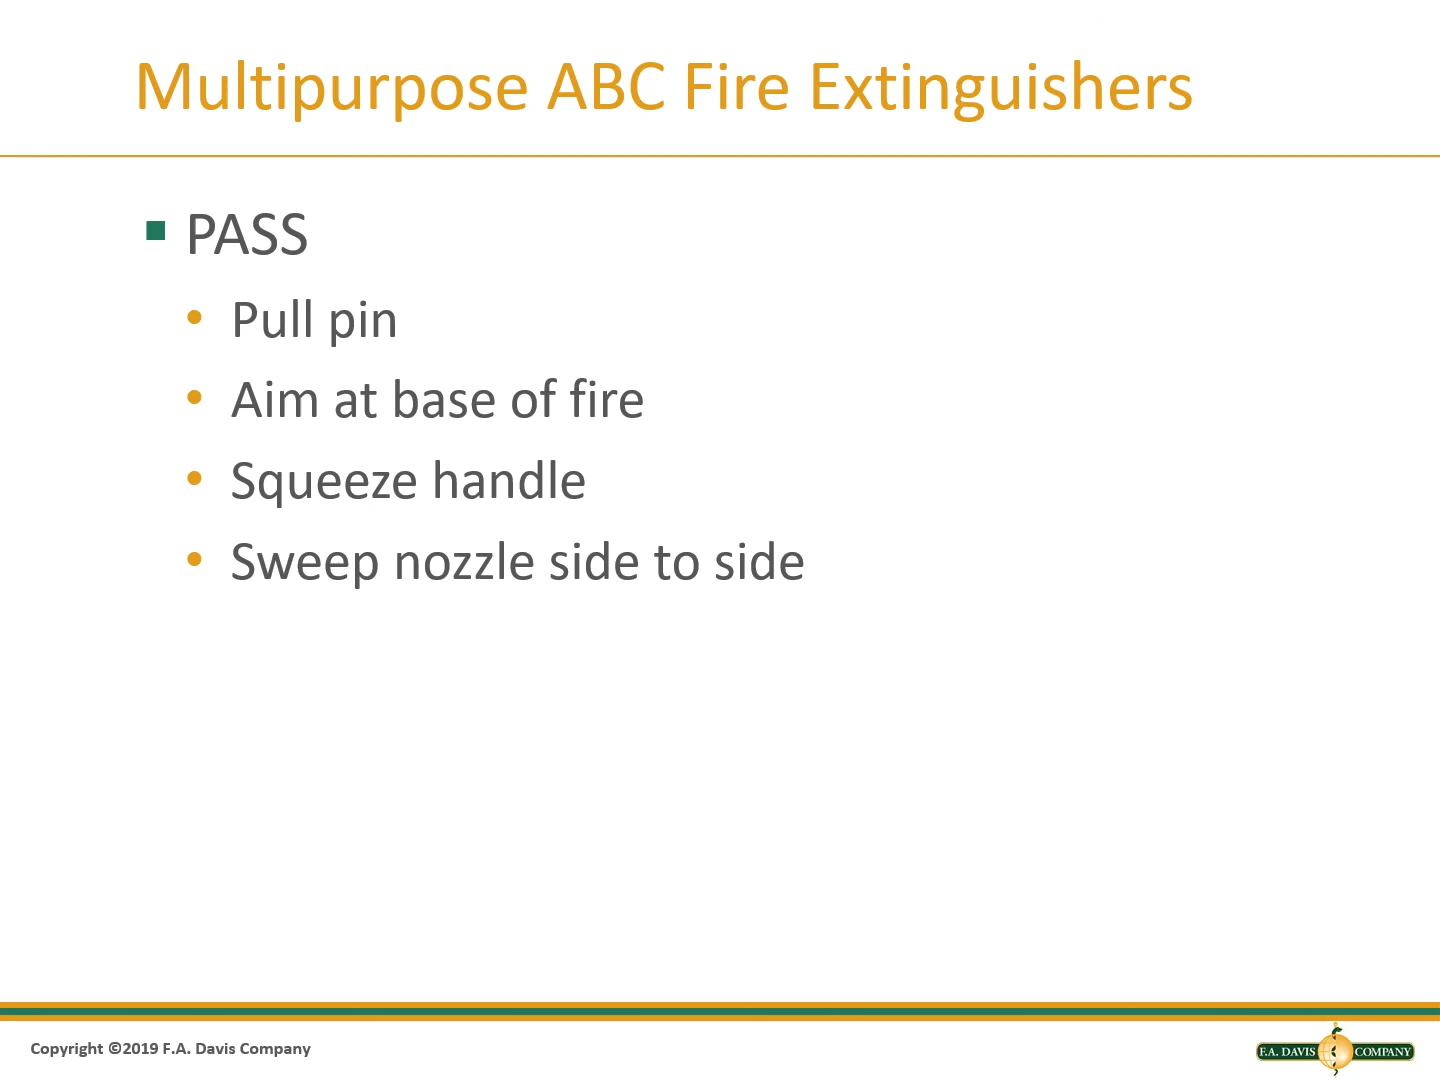 Multipurpose ABC Fire Extinguishers
PASS
Pull pin
Aim at base of fire
Squeeze handle
Sweep nozzle side to side
Copyright ©2019 F.A. Davis Company
F.A. DAVIS COMPANY